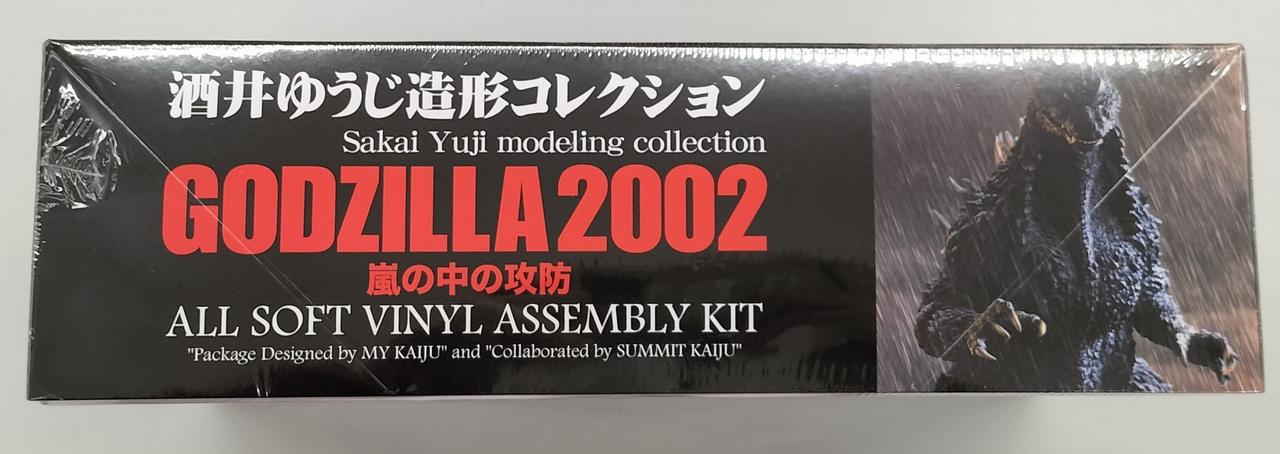 酒井ゆうじ造形コレクション
Sakai Yuji modeling collection
GODZILLA 2002
嵐の中の攻防
ALL SOFT VINYL ASSEMBLY KIT
"Package Designed by MY KAIJU" and "Collaborated by SUMMIT KAIJU"